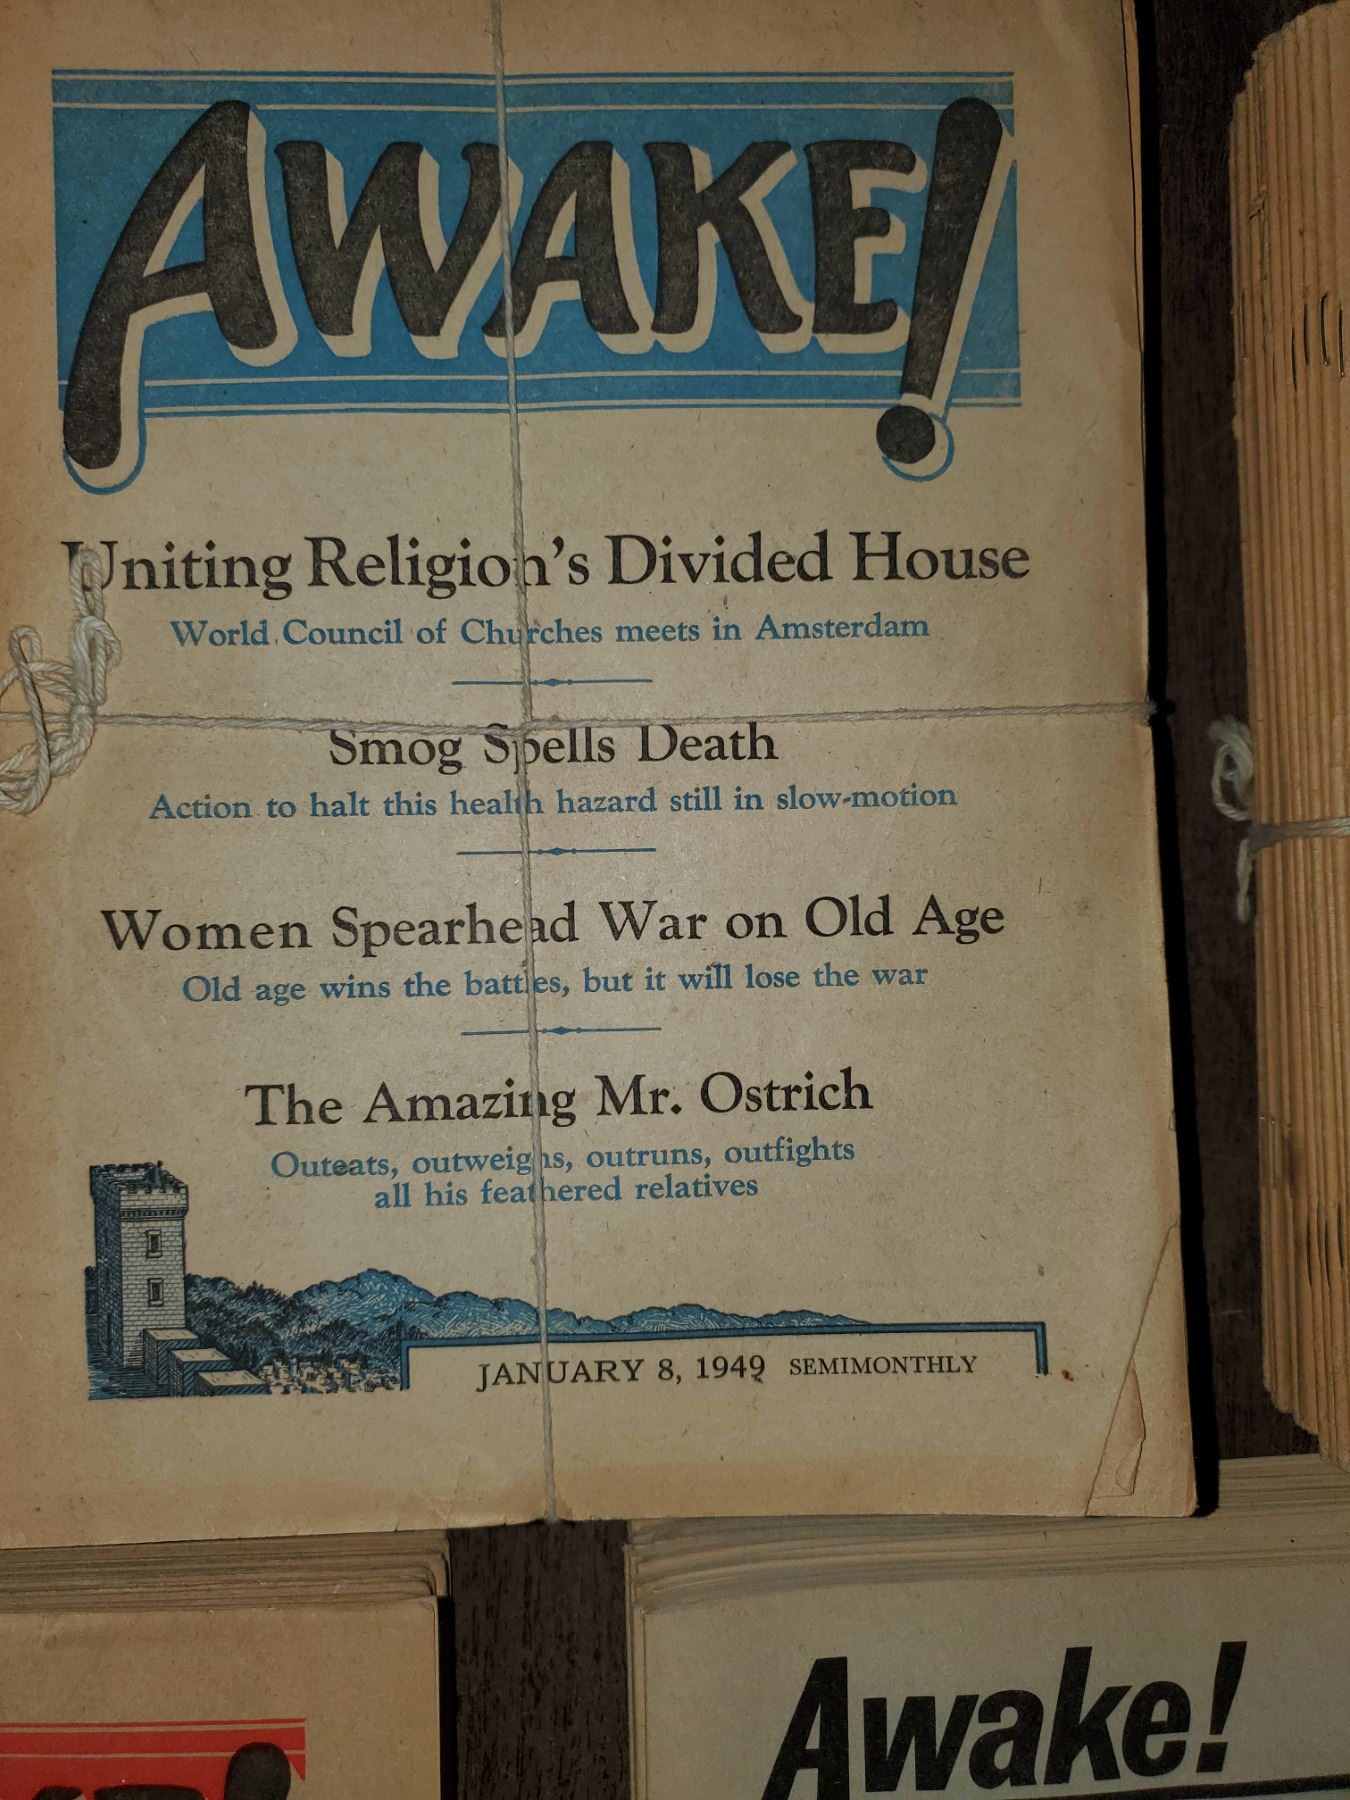 AWAKE!
Uniting Religion's Divided House
World Council of Churches meets in Amsterdam
Smog Spells Death
Action to halt this health hazard still in slow-motion
Women Spearhead War on Old Age
Old age wins the battles, but it will lose the war
The Amazing Mr. Ostrich
Outeats, outweighs, outruns, outfights
all his feathered relatives
JANUARY 8, 1949 SEMIMONTHLY
Awake!